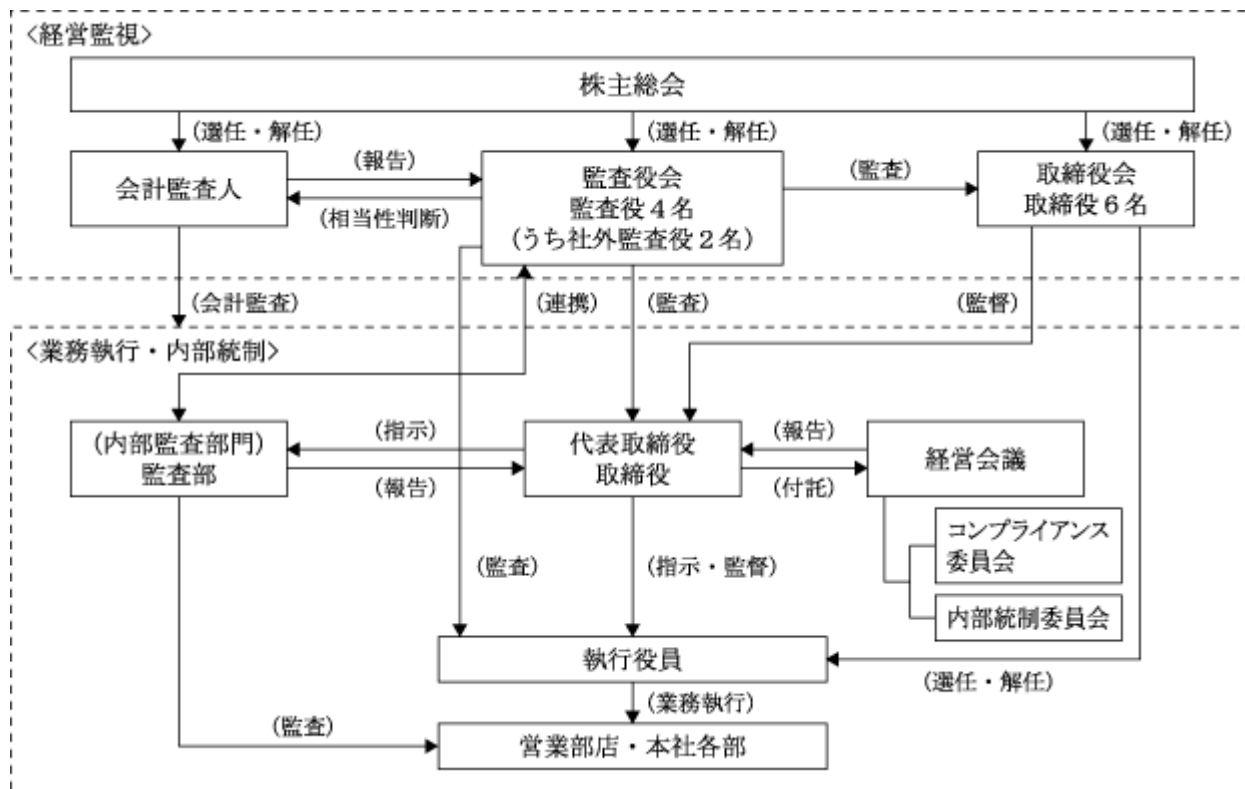 <経営監視>
株主総会
(選任・解任)
(選任・解任)
(選任・解任)
会計監査人
(報告)
(相当性判断)
監査役会
監査役4名
(うち社外監査役2名)
(監査)
取締役会
取締役6名
(会計監査)
(連携)
(監査)
(監督)
<業務執行・内部統制>
(内部監査部門)
監査部
(指示)
(報告)
代表取締役
取締役
(報告)
(付託)
経営会議
コンプライアンス
委員会
内部統制委員会
(監査)
(指示・監督)
執行役員
(選任・解任)
(業務執行)
(監査)
営業部店・本社各部